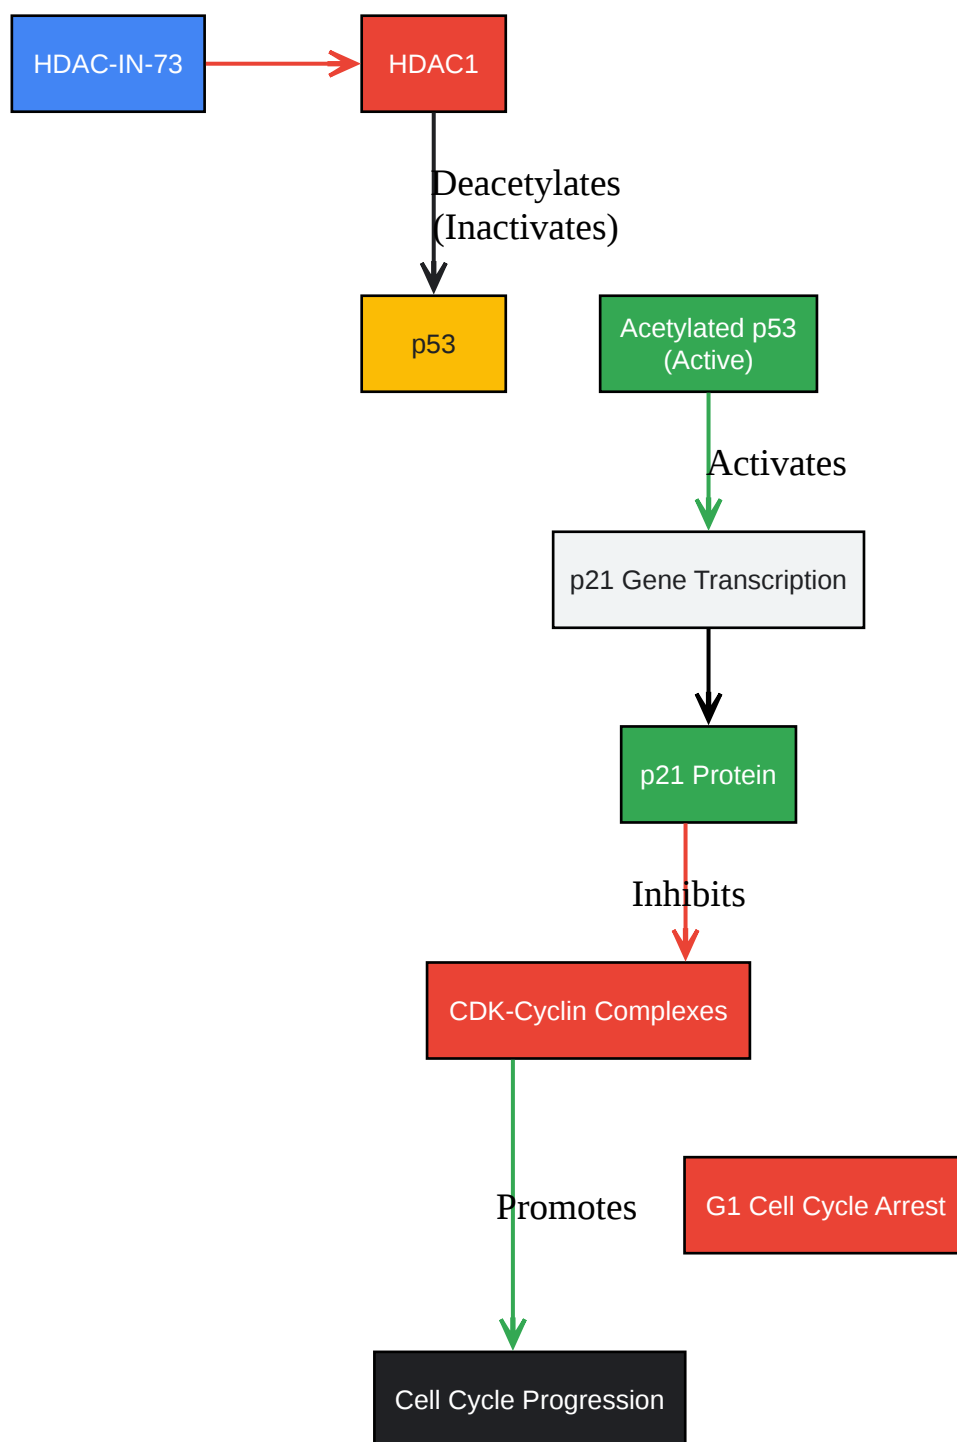 HDAC-IN-73
HDAC1
Deacetylates
(Inactivates)
p53
Acetylated p53
(Active)
Activates
p21 Gene Transcription
p21 Protein
Inhibits
CDK-Cyclin Complexes
Promotes
G1 Cell Cycle Arrest
Cell Cycle Progression